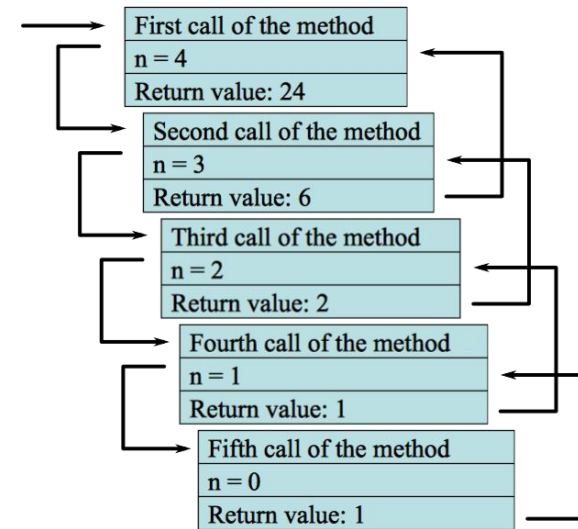 First call of the method
n = 4
Return value: 24
Second call of the method
n = 3
Return value: 6
Third call of the method
n = 2
Return value: 2
Fourth call of the method
n = 1
Return value: 1
Fifth call of the method
n = 0
Return value: 1